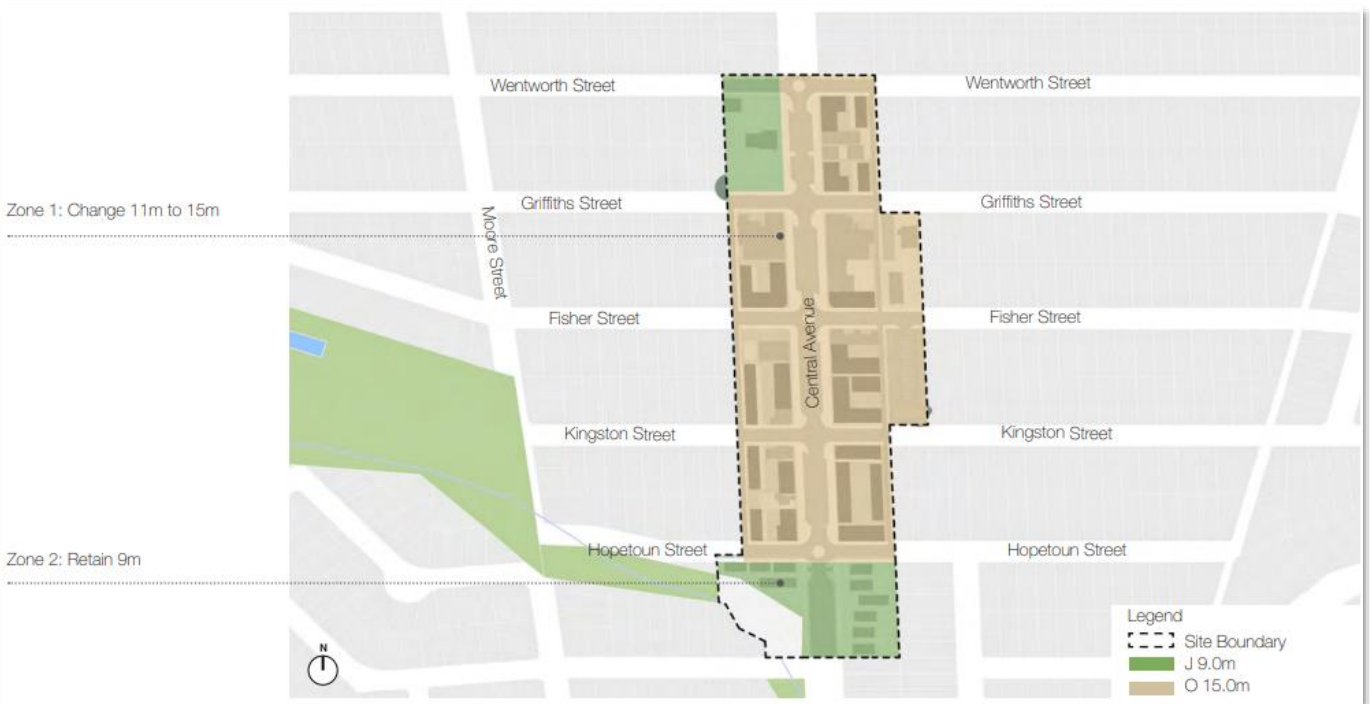 Wentworth Street
Wentworth Street
Zone 1: Change 11m to 15m
Griffiths Street
Griffiths Street
Moore Street
Fisher Street
Fisher Street
Central Avenue
Kingston Street
Kingston Street
Zone 2: Retain 9m
Hopetoun Street
Hopetoun Street
N
Legend
Site Boundary
J 9.0m
O 15.0m